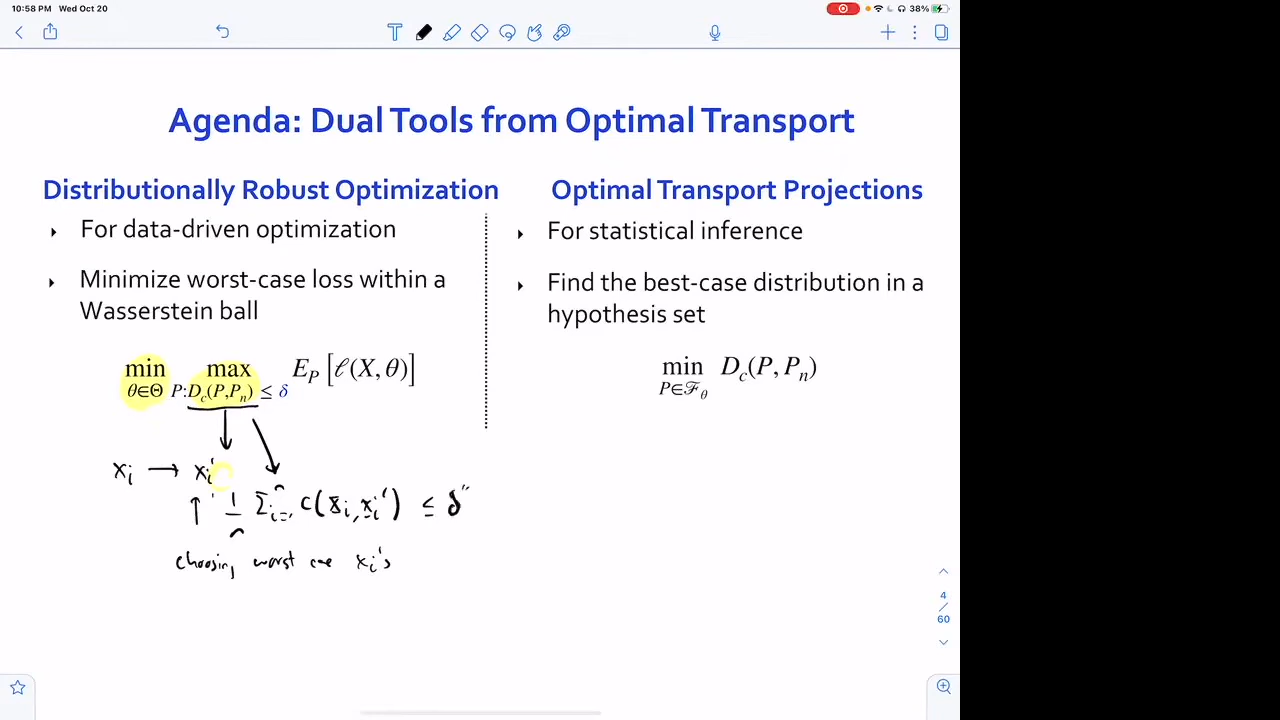 10:58 PM Wed Oct 20
38%
Agenda: Dual Tools from Optimal Transport
Distributionally Robust Optimization
For data-driven optimization
Minimize worst-case loss within a
Wasserstein ball
min max E_P [ℓ(X, θ)]
θ∈Θ P:D_c(P,P_n) ≤ δ
x_i → x_i'
↑ " 1/n Σ_{i=1}^n c(x_i, x_i') ≤ δ "
choosing worst case x_i's
Optimal Transport Projections
For statistical inference
Find the best-case distribution in a
hypothesis set
min D_c(P, P_n)
P∈ℱ_θ
4
/
60